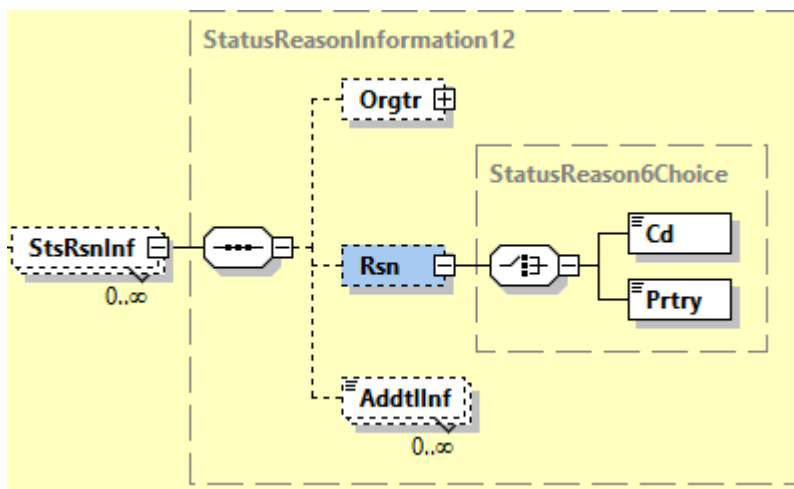 StatusReasonInformation12
Orgtr
StatusReason6Choice
StsRsnInf
0..∞
Rsn
Cd
Prtry
AddtlInf
0..∞